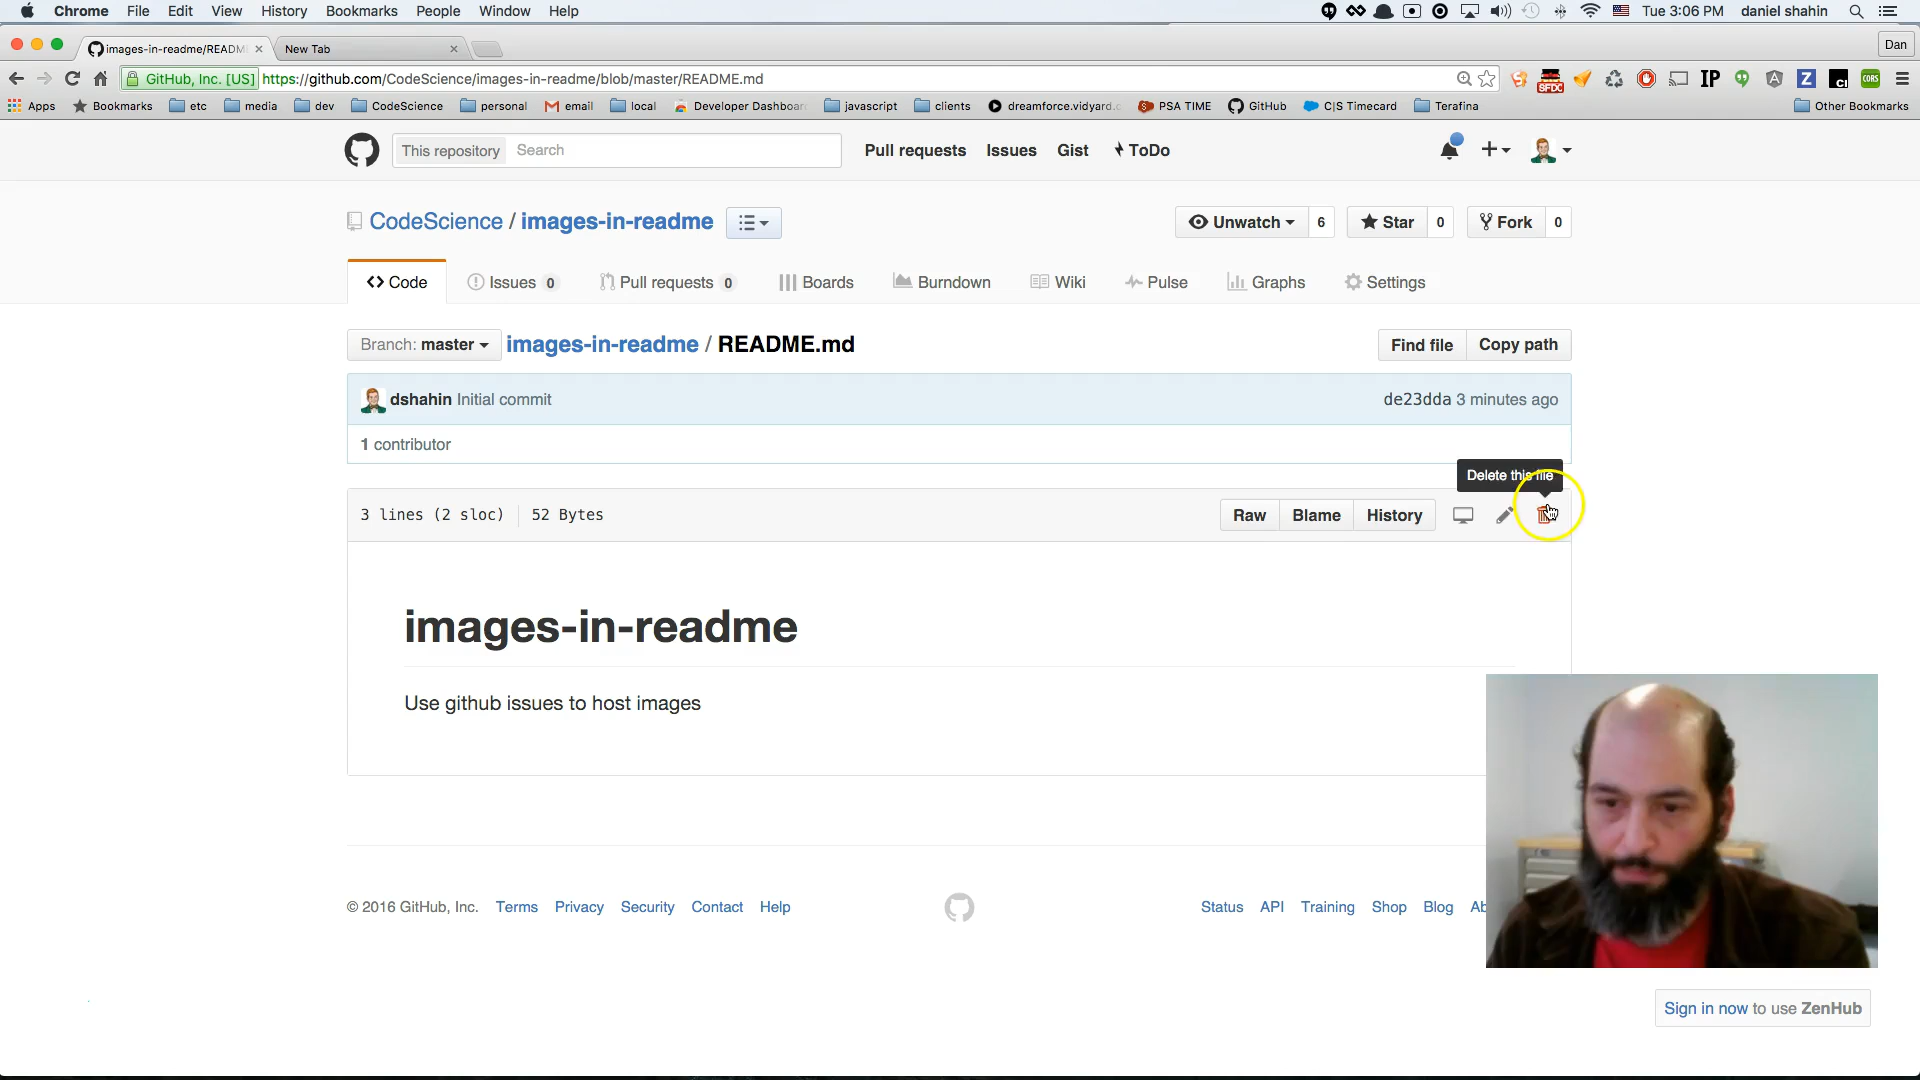 Chrome File Edit View History Bookmarks People Window Help Tue 3:06 PM daniel shahin
images-in-readme/READM New Tab Dan
GitHub, Inc. [US] https://github.com/CodeScience/images-in-readme/blob/master/README.md SFDC IP Z CORS
Apps Bookmarks etc media dev CodeScience personal email local Developer Dashboar javascript clients dreamforce.vidyard.c PSA TIME GitHub C|S Timecard Terafina Other Bookmarks
This repository Search Pull requests Issues Gist ToDo
CodeScience / images-in-readme Unwatch 6 Star 0 Fork 0
Code Issues 0 Pull requests 0 Boards Burndown Wiki Pulse Graphs Settings
Branch: master images-in-readme / README.md Find file Copy path
dshahin Initial commit de23dda 3 minutes ago
1 contributor
Delete this file
3 lines (2 sloc) 52 Bytes Raw Blame History
images-in-readme
Use github issues to host images
© 2016 GitHub, Inc. Terms Privacy Security Contact Help Status API Training Shop Blog Ab
Sign in now to use ZenHub